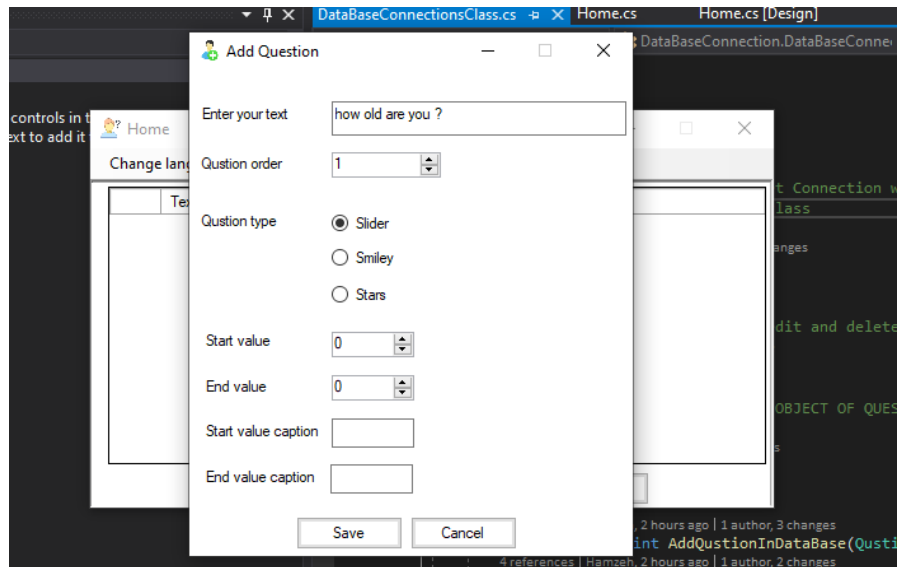 DataBaseConnectionsClass.cs Home.cs Home.cs [Design]
Add Question
DataBaseConnection.DataBaseConne
controls in t
ext to add it
Home
Change lang
Tex
Enter your text how old are you ?
Qustion order 1
Qustion type Slider
Smiley
Stars
Start value 0
End value 0
Start value caption
End value caption
Save Cancel
t Connection w
lass
anges
dit and delete
OBJECT OF QUES
s
, 2 hours ago | 1 author, 3 changes
int AddQustionInDataBase(Qusti
4 references | Hamzeh, 2 hours ago | 1 author, 2 changes